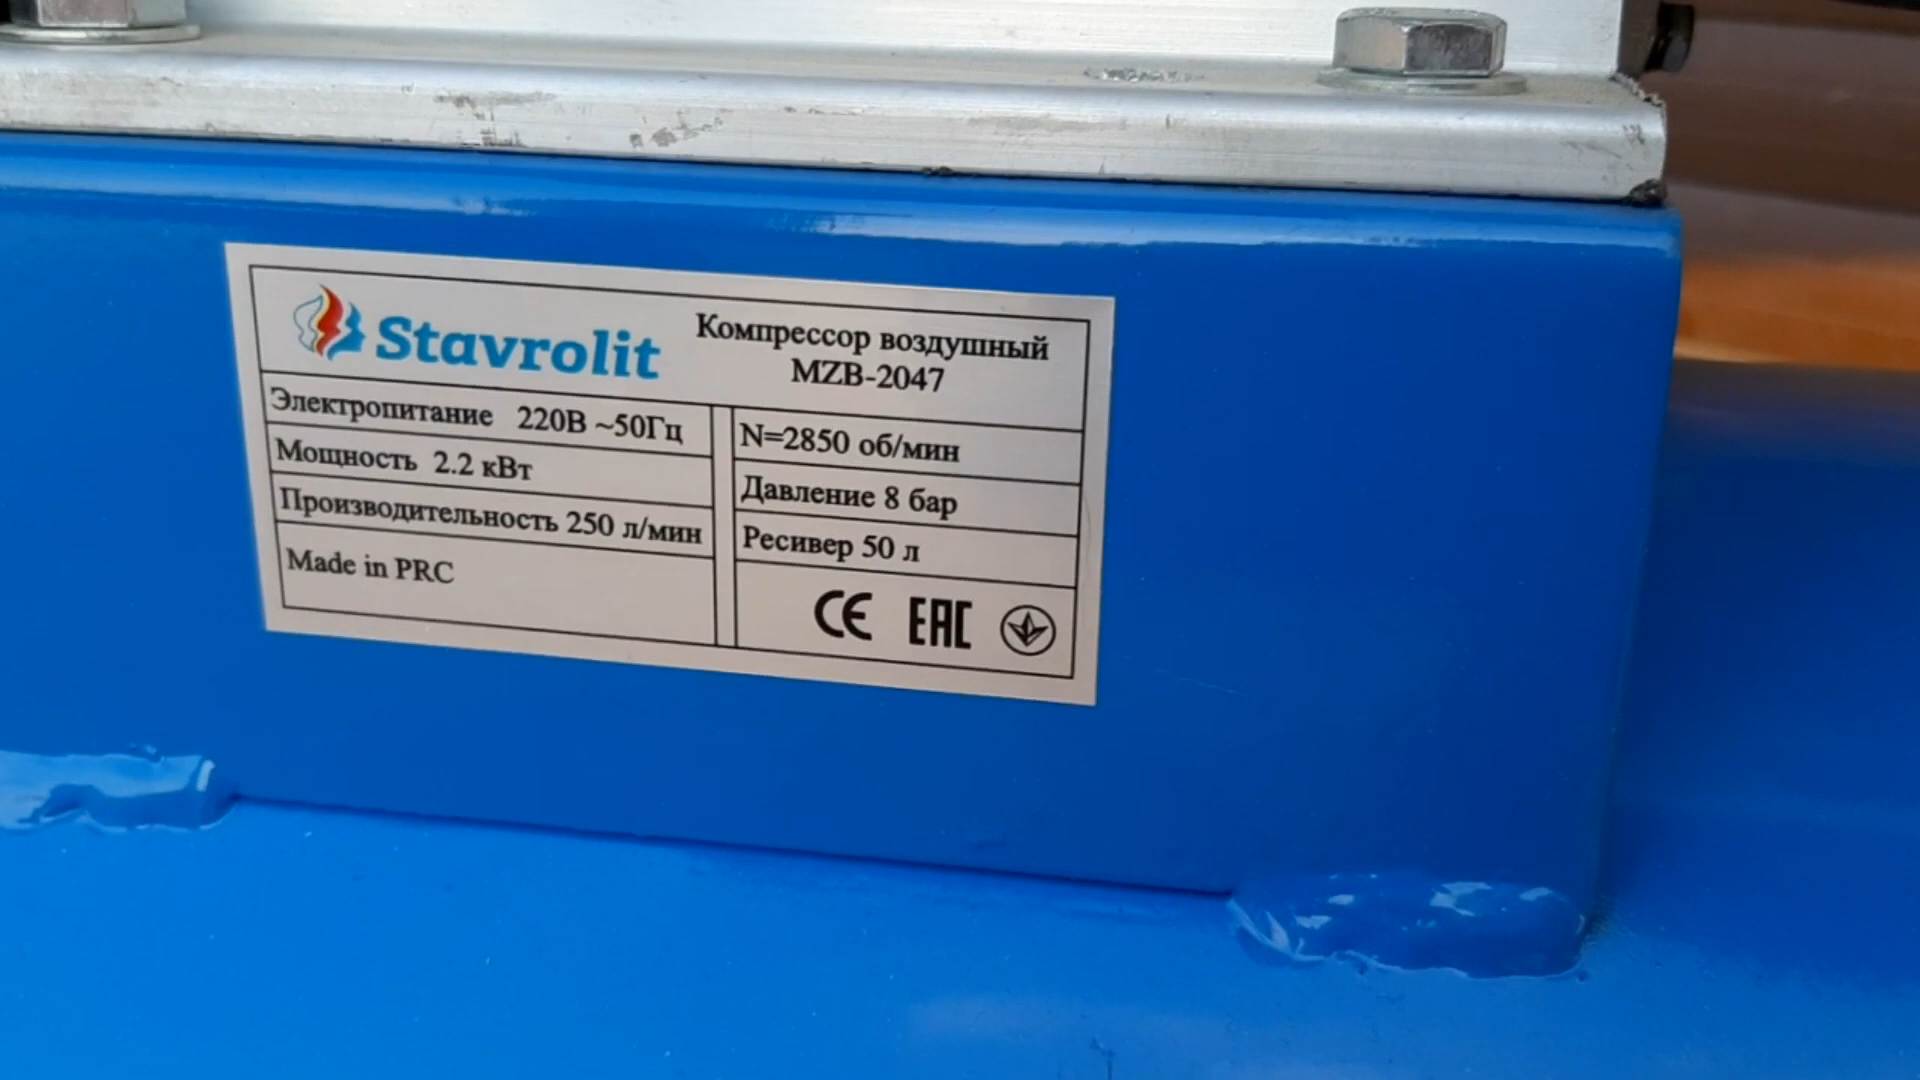 Stavrolit
Компрессор воздушный
MZB-2047
Электропитание 220В ~50Гц
Мощность 2.2 кВт
Производительность 250 л/мин
Made in PRC
N=2850 об/мин
Давление 8 бар
Ресивер 50 л
CE EAC